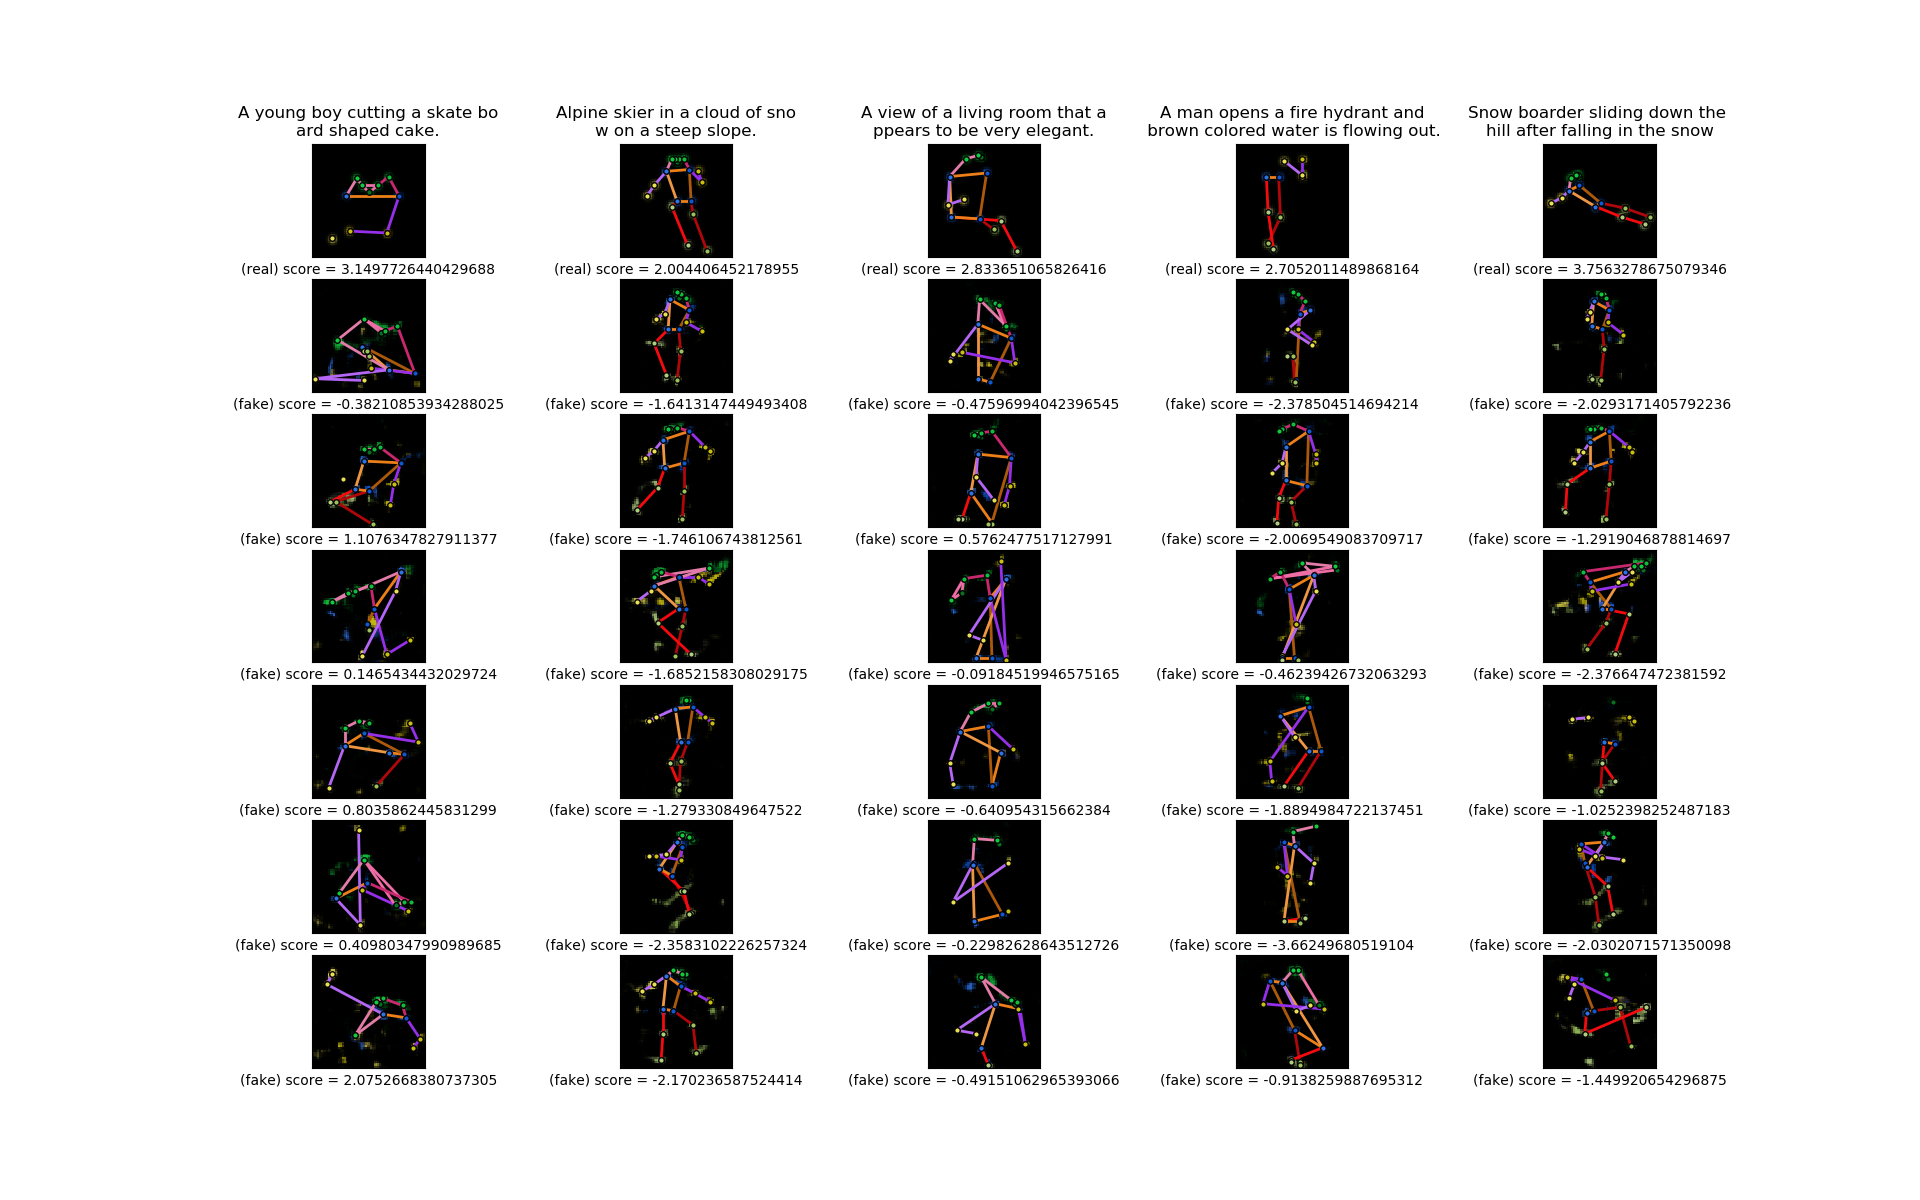 A young boy cutting a skate bo
ard shaped cake.
Alpine skier in a cloud of sno
w on a steep slope.
A view of a living room that a
ppears to be very elegant.
A man opens a fire hydrant and
brown colored water is flowing out.
Snow boarder sliding down the
hill after falling in the snow
(real) score = 3.1497726440429688
(real) score = 2.004406452178955
(real) score = 2.833651065826416
(real) score = 2.7052011489868164
(real) score = 3.7563278675079346
(fake) score = -0.38210853934288025
(fake) score = -1.6413147449493408
(fake) score = -0.47596994042396545
(fake) score = -2.378504514694214
(fake) score = -2.0293171405792236
(fake) score = 1.1076347827911377
(fake) score = -1.746106743812561
(fake) score = 0.5762477517127991
(fake) score = -2.0069549083709717
(fake) score = -1.2919046878814697
(fake) score = 0.1465434432029724
(fake) score = -1.6852158308029175
(fake) score = -0.09184519946575165
(fake) score = -0.46239426732063293
(fake) score = -2.376647472381592
(fake) score = 0.8035862445831299
(fake) score = -1.279330849647522
(fake) score = -0.640954315662384
(fake) score = -1.8894984722137451
(fake) score = -1.0252398252487183
(fake) score = 0.40980347990989685
(fake) score = -2.3583102226257324
(fake) score = -0.22982628643512726
(fake) score = -3.66249680519104
(fake) score = -2.0302071571350098
(fake) score = 2.0752668380737305
(fake) score = -2.170236587524414
(fake) score = -0.49151062965393066
(fake) score = -0.9138259887695312
(fake) score = -1.449920654296875